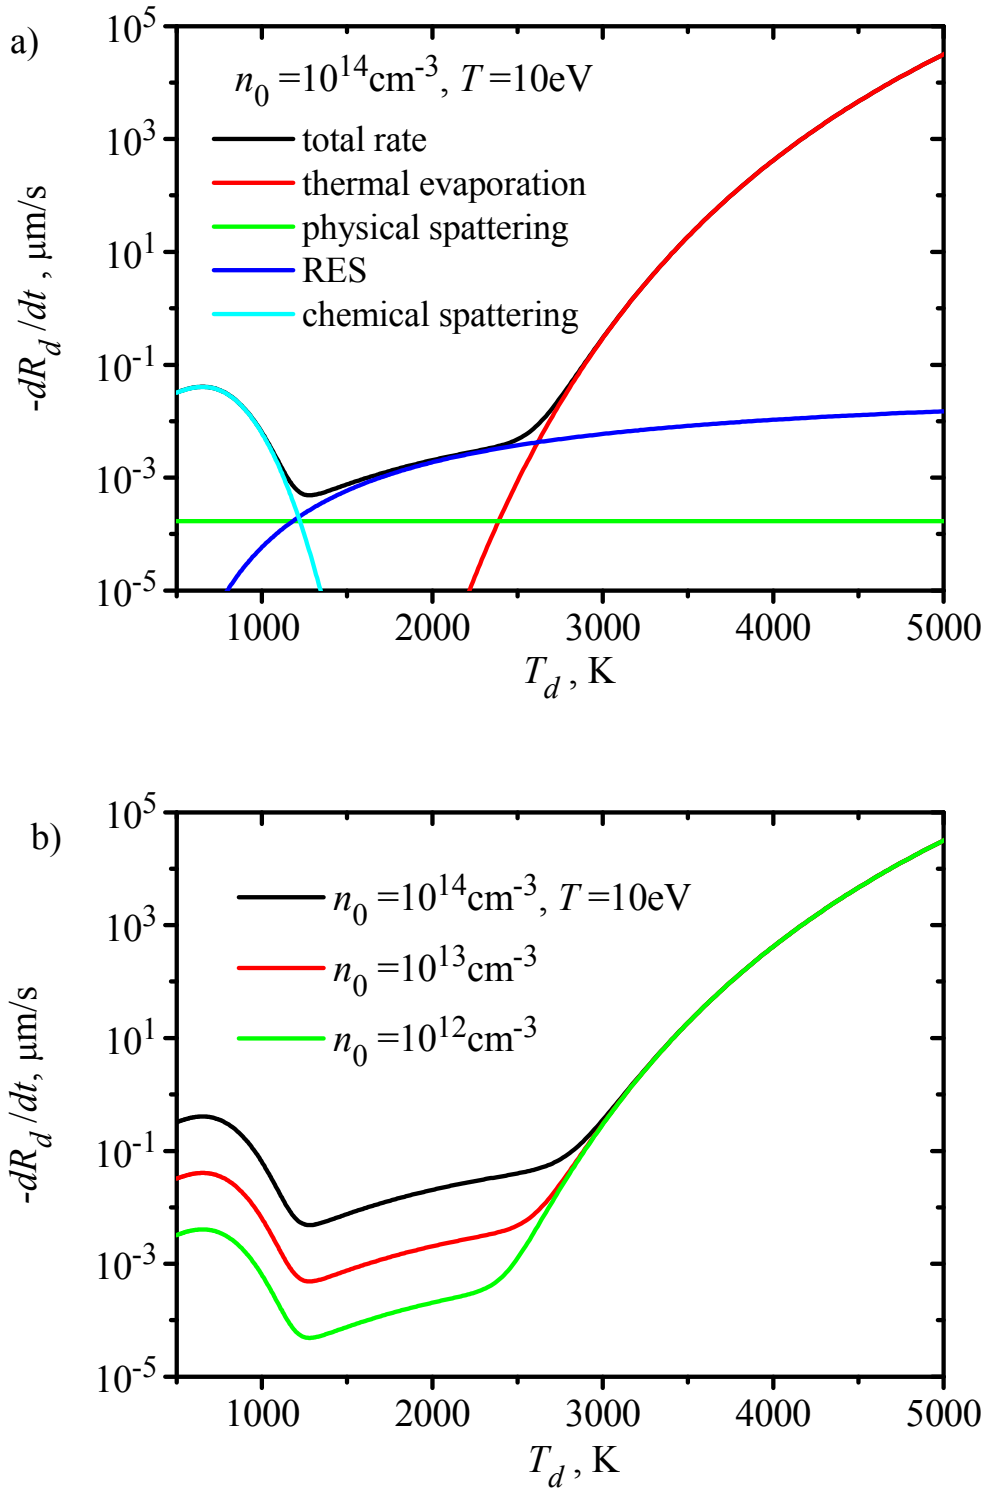 a)
-dR_d/dt, μm/s
10^5
10^3
10^1
10^-1
10^-3
10^-5
n_0 =10^14cm^-3, T=10eV
total rate
thermal evaporation
physical spattering
RES
chemical spattering
1000 2000 3000 4000 5000
T_d, K
b)
-dR_d/dt, μm/s
10^5
10^3
10^1
10^-1
10^-3
10^-5
n_0 =10^14cm^-3, T=10eV
n_0 =10^13cm^-3
n_0 =10^12cm^-3
1000 2000 3000 4000 5000
T_d, K